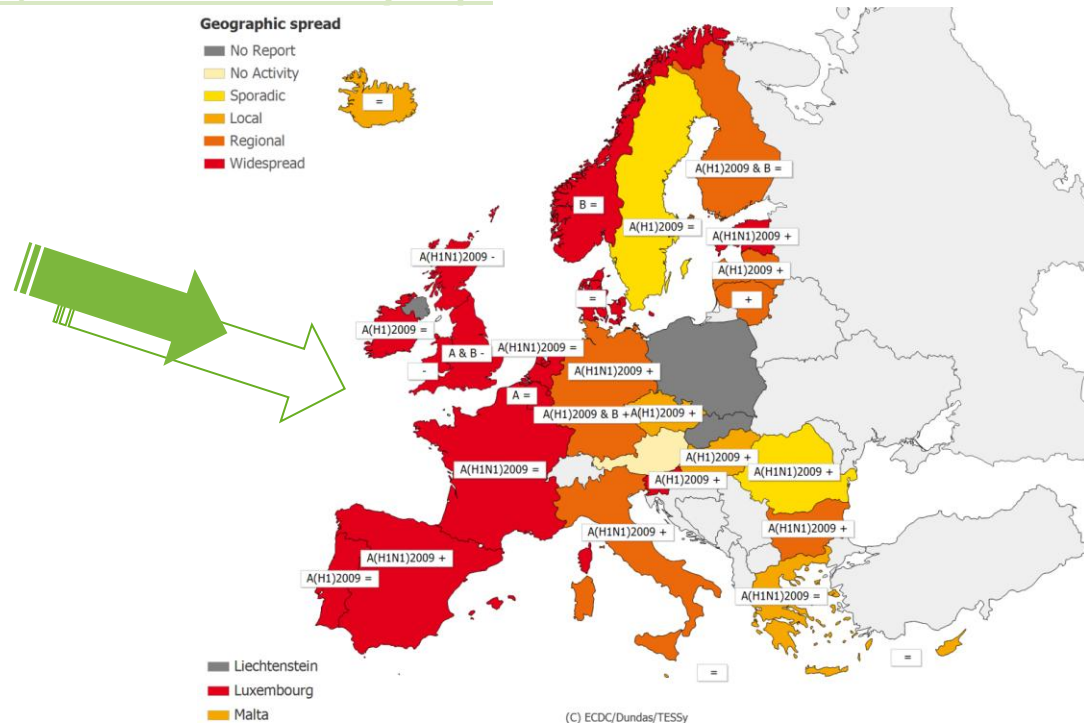 Geographic spread
No Report
No Activity
Sporadic
Local
Regional
Widespread
=
A(H1)2009 & B =
B =
A(H1)2009 =
A(H1N1)2009 +
A(H1N1)2009 -
A(H1)2009 +
=
+
A(H1)2009 =
A & B -
A(H1N1)2009 =
-
A(H1N1)2009 +
A =
A(H1)2009 & B +
A(H1)2009 +
A(H1N1)2009 =
A(H1)2009 +
A(H1N1)2009 +
A(H1)2009 +
A(H1N1)2009 +
A(H1N1)2009 +
A(H1N1)2009 +
A(H1)2009 =
A(H1N1)2009 =
=
=
Liechtenstein
Luxembourg
Malta
(C) ECDC/Dundas/TESSy